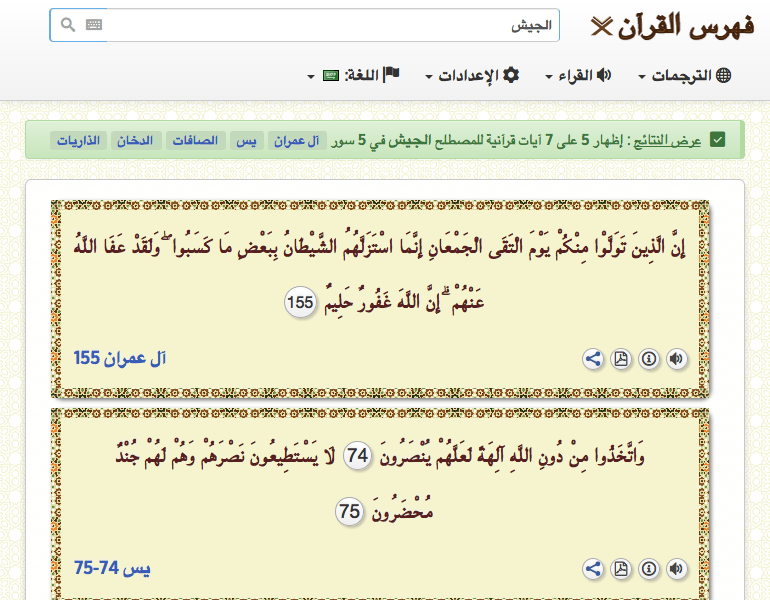 فهرس القرآن
الجيش
الترجمات القراء الإعدادات اللغة:
عرض النتائج : إظهار 5 على 7 آيات قرآنية للمصطلح الجيش في 5 سور آل عمران يس الصافات الدخان الذاريات
إِنَّ الَّذِينَ تَوَلَّوْا مِنْكُمْ يَوْمَ الْتَقَى الْجَمْعَانِ إِنَّمَا اسْتَزَلَّهُمُ الشَّيْطَانُ بِبَعْضِ مَا كَسَبُوا ۖ وَلَقَدْ عَفَا اللَّهُ
عَنْهُمْ ۗ إِنَّ اللَّهَ غَفُورٌ حَلِيمٌ 155
آل عمران 155
وَاتَّخَذُوا مِنْ دُونِ اللَّهِ آلِهَةً لَعَلَّهُمْ يُنْصَرُونَ 74 لَا يَسْتَطِيعُونَ نَصْرَهُمْ وَهُمْ لَهُمْ جُنْدٌ
مُحْضَرُونَ 75
يس 74-75